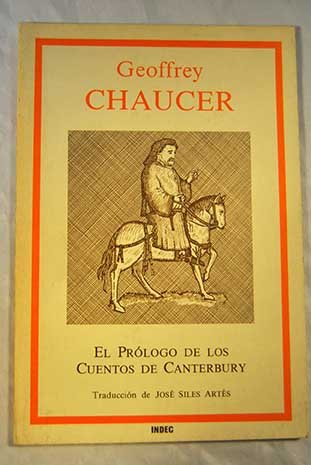 Geoffrey
CHAUCER
EL PRÓLOGO DE LOS
CUENTOS DE CANTERBURY
Traducción de JOSÉ SILES ARTÉS
INDEC